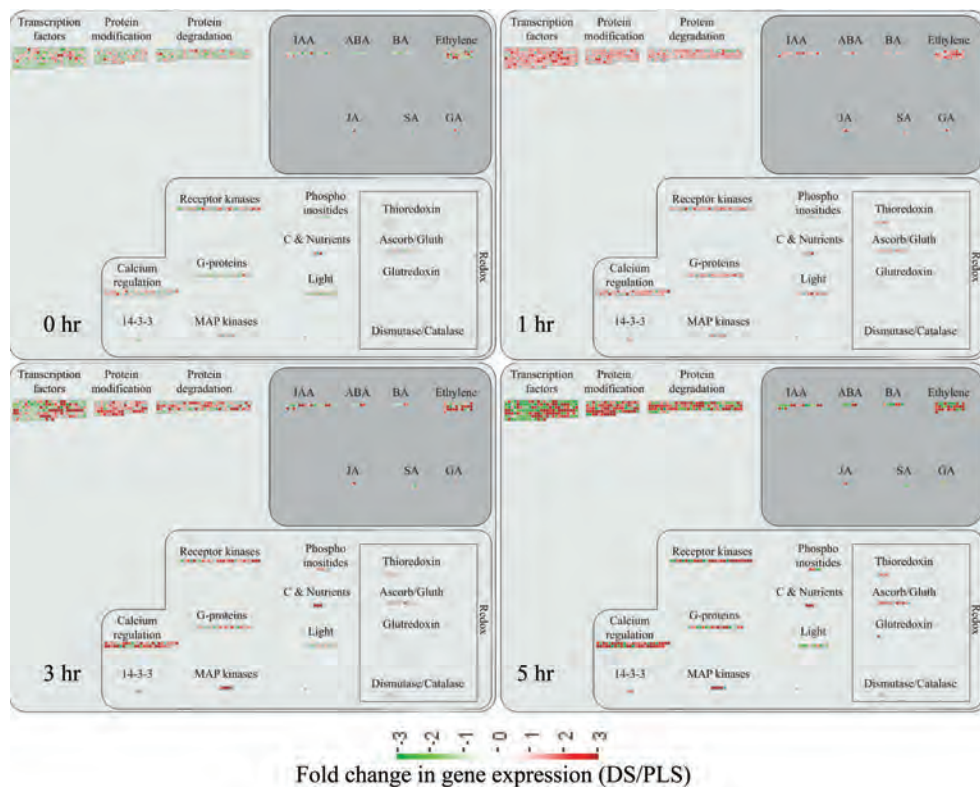 Transcription factors
Protein modification
Protein degradation
IAA ABA BA Ethylene
JA SA GA
Receptor kinases
Phospho inositides
Thioredoxin
C & Nutrients
Ascorb/Gluth
G-proteins
Light
Glutredoxin
Redox
Calcium regulation
14-3-3
MAP kinases
Dismutase/Catalase
0 hr
Transcription factors
Protein modification
Protein degradation
IAA ABA BA Ethylene
JA SA GA
Receptor kinases
Phospho inositides
Thioredoxin
C & Nutrients
Ascorb/Gluth
G-proteins
Light
Glutredoxin
Redox
Calcium regulation
14-3-3
MAP kinases
Dismutase/Catalase
1 hr
Transcription factors
Protein modification
Protein degradation
IAA ABA BA Ethylene
JA SA GA
Receptor kinases
Phospho inositides
Thioredoxin
C & Nutrients
Ascorb/Gluth
G-proteins
Light
Glutredoxin
Redox
Calcium regulation
14-3-3
MAP kinases
Dismutase/Catalase
3 hr
Transcription factors
Protein modification
Protein degradation
IAA ABA BA Ethylene
JA SA GA
Receptor kinases
Phospho inositides
Thioredoxin
C & Nutrients
Ascorb/Gluth
G-proteins
Light
Glutredoxin
Redox
Calcium regulation
14-3-3
MAP kinases
Dismutase/Catalase
5 hr
-3 -2 -1 0 1 2 3
Fold change in gene expression (DS/PLS)